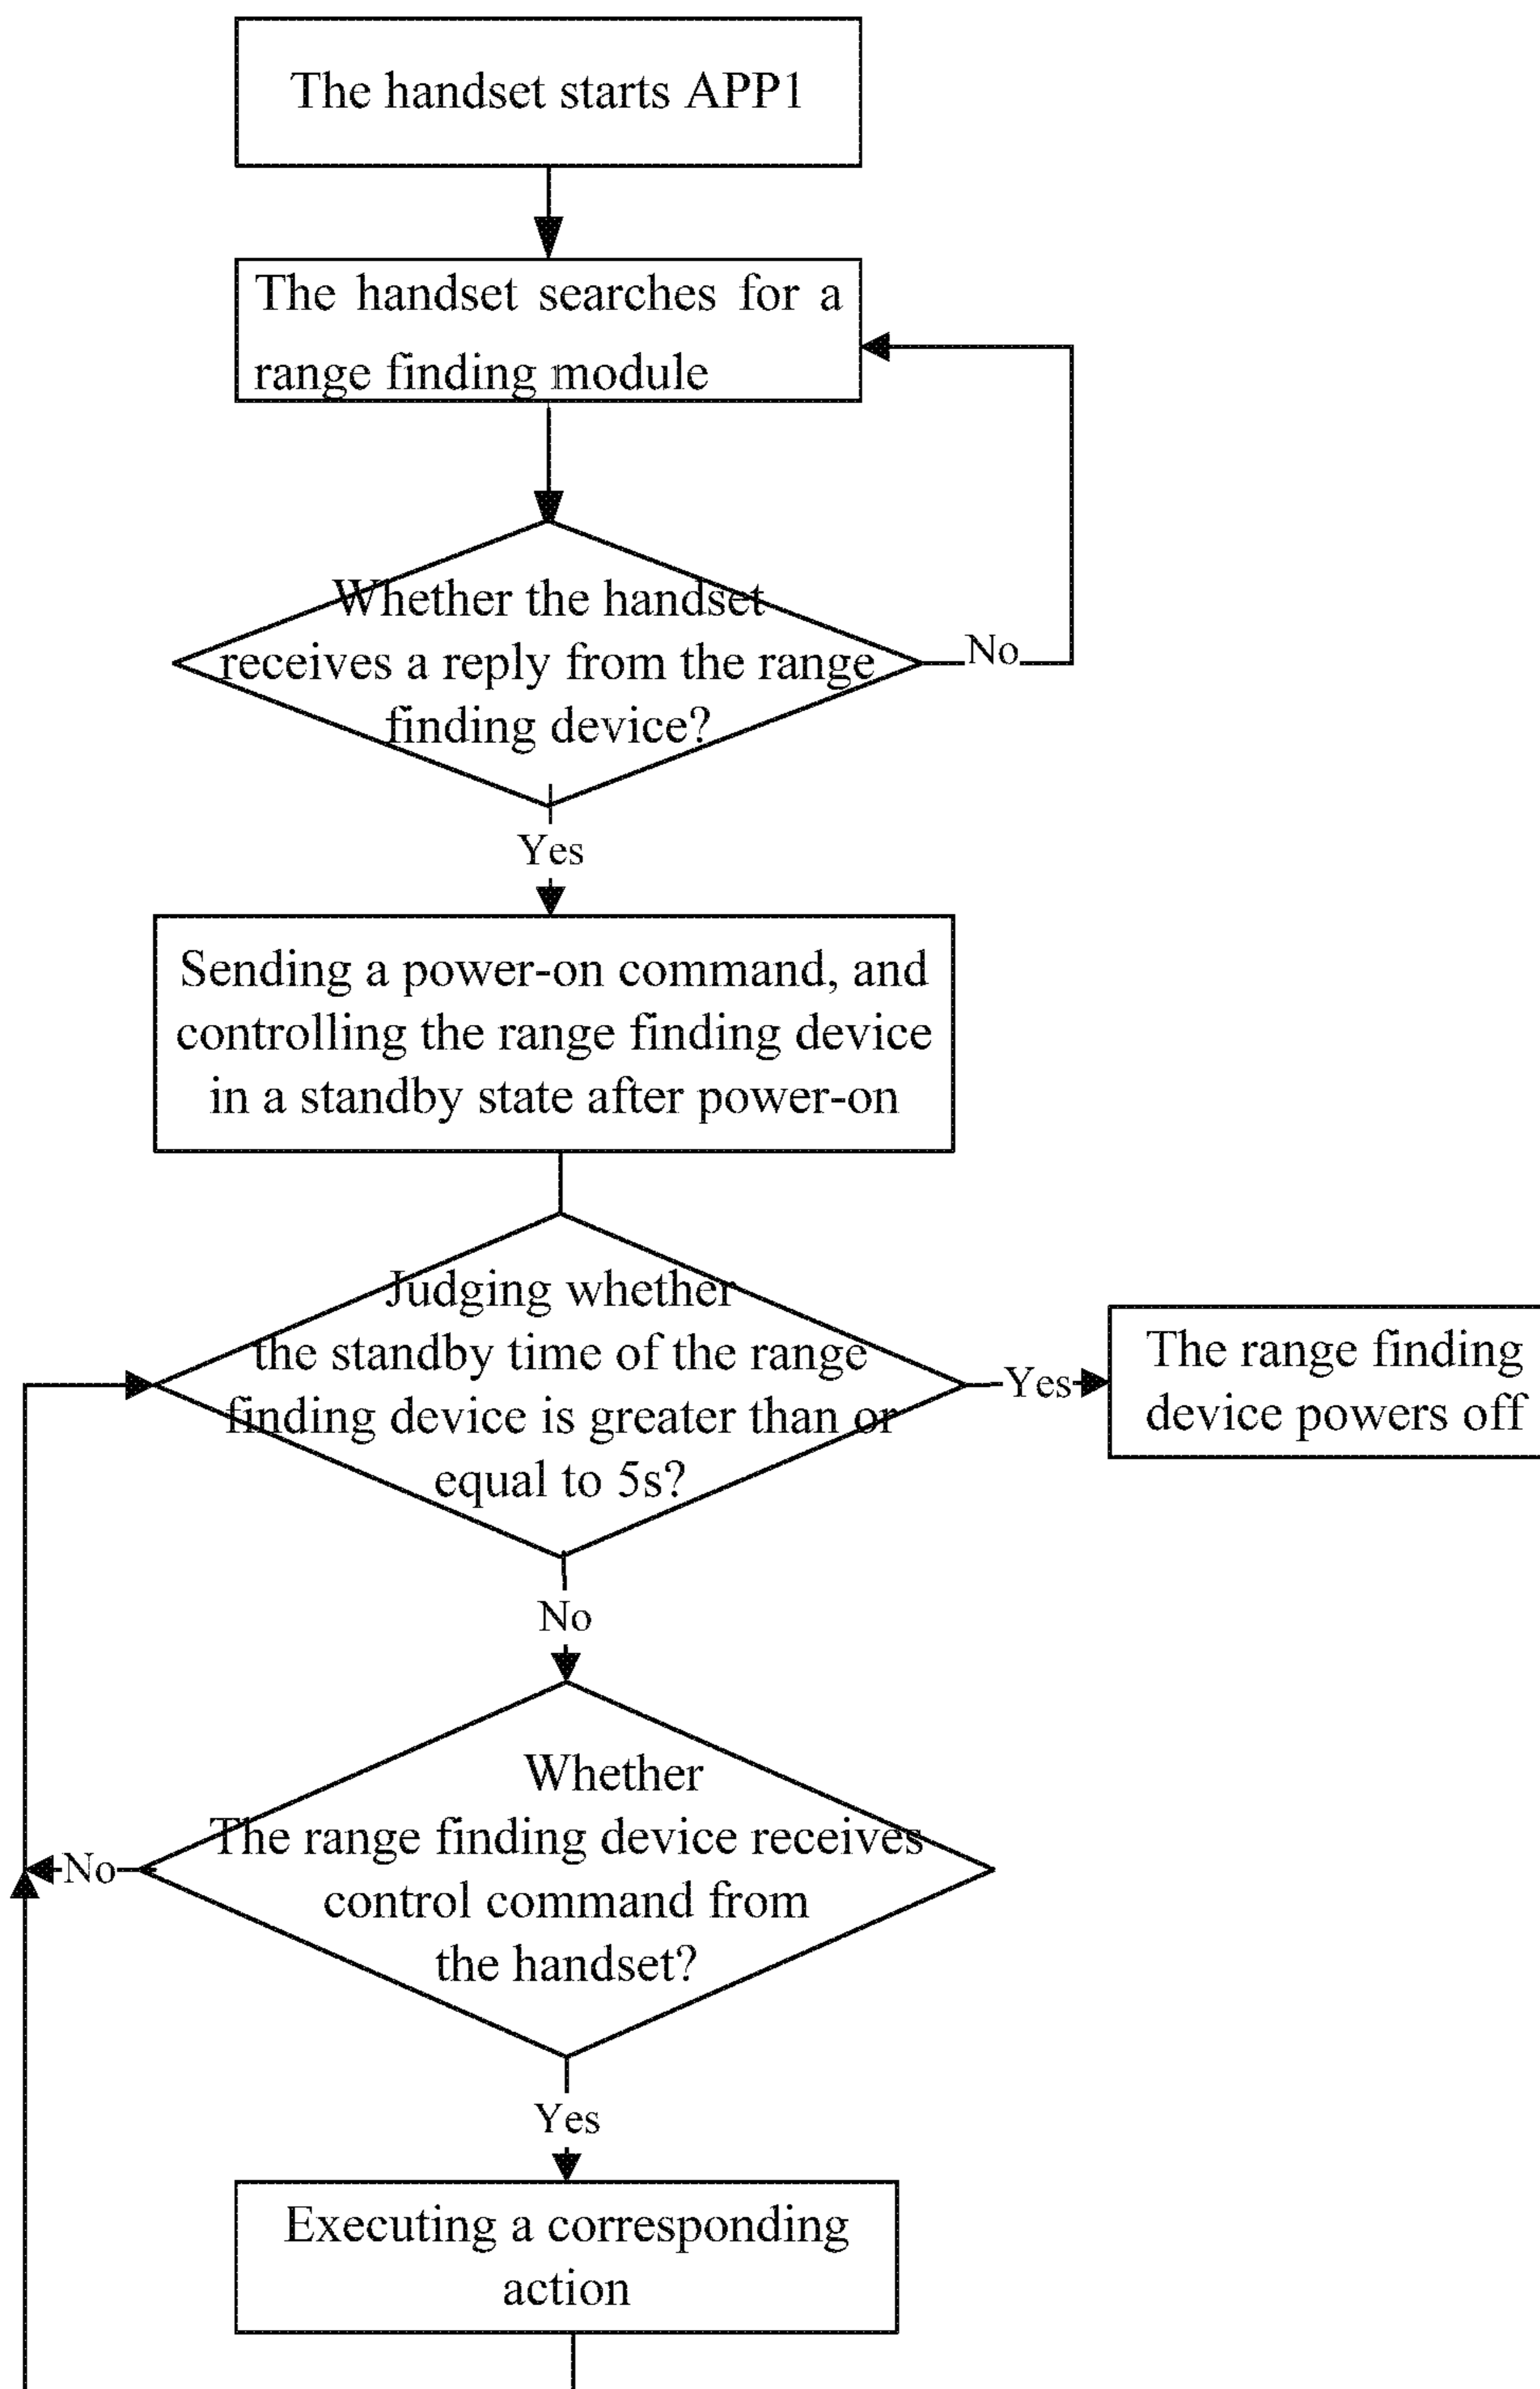 The handset starts APP1
The handset searches for a
range finding module
Whether the handset
receives a reply from the range
finding device?
No
Yes
Sending a power-on command, and
controlling the range finding device
in a standby state after power-on
Judging whether
the standby time of the range
finding device is greater than or
equal to 5s?
Yes
The range finding
device powers off
No
Whether
The range finding device receives
control command from
the handset?
No
Yes
Executing a corresponding
action